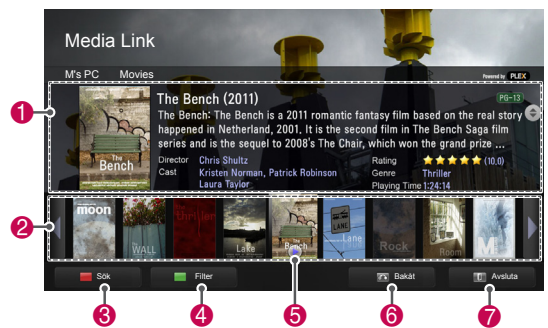 Media Link
M's PC Movies
Powered by PLEX
1
The Bench (2011) PG-13
The Bench: The Bench is a 2011 romantic fantasy film based on the real story
happened in Netherland, 2001. It is the second film in The Bench Saga film
series and is the sequel to 2008's The Chair, which won the grand prize ...
The
Bench
Director Chris Shultz Rating (10,0)
Cast Kristen Norman, Patrick Robinson Genre Thriller
Laura Taylor Playing Time 1:24:14
2
moon
The
WALL
Thriller
Lake
The
Bench
Lane
Rock
Room
M
Sök Filter Bakåt Avsluta
3 4 5 6 7